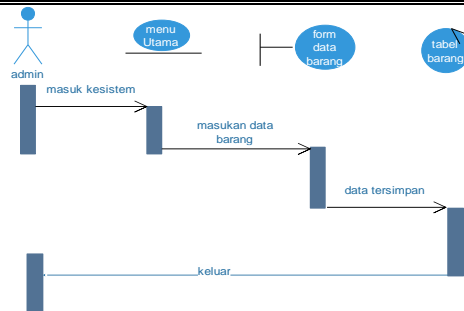 menu
Utama
form
data
barang
tabel
barang
admin
masuk kesistem
masukan data
barang
data tersimpan
keluar